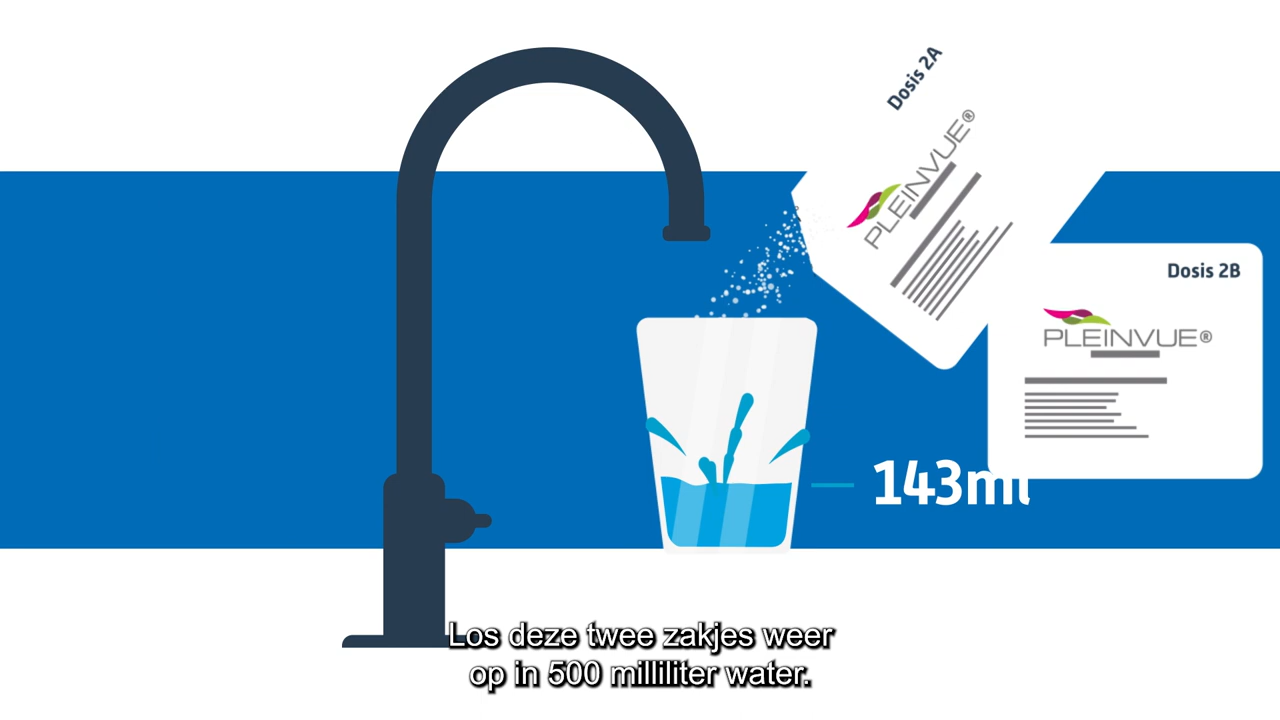 Dosis 2A
PLEINVUE®
Dosis 2B
PLEINVUE®
143ml
Los deze twee zakjes weer
op in 500 milliliter water.